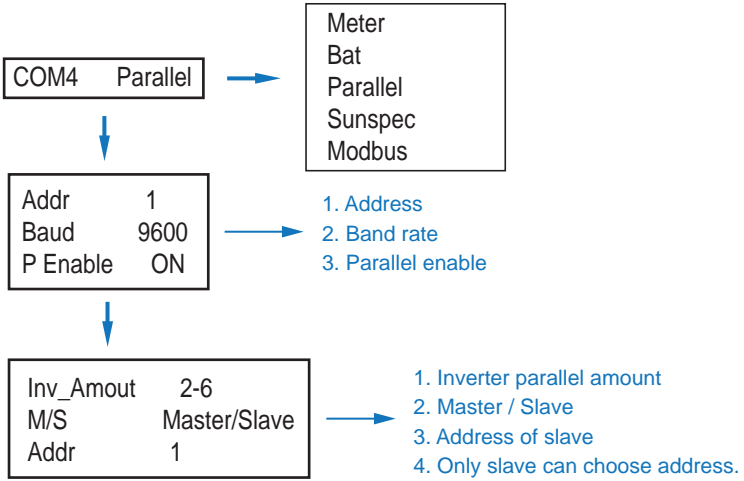 COM4 Parallel
Meter
Bat
Parallel
Sunspec
Modbus
Addr 1
Baud 9600
P Enable ON
1. Address
2. Band rate
3. Parallel enable
Inv_Amout 2-6
M/S Master/Slave
Addr 1
1. Inverter parallel amount
2. Master / Slave
3. Address of slave
4. Only slave can choose address.